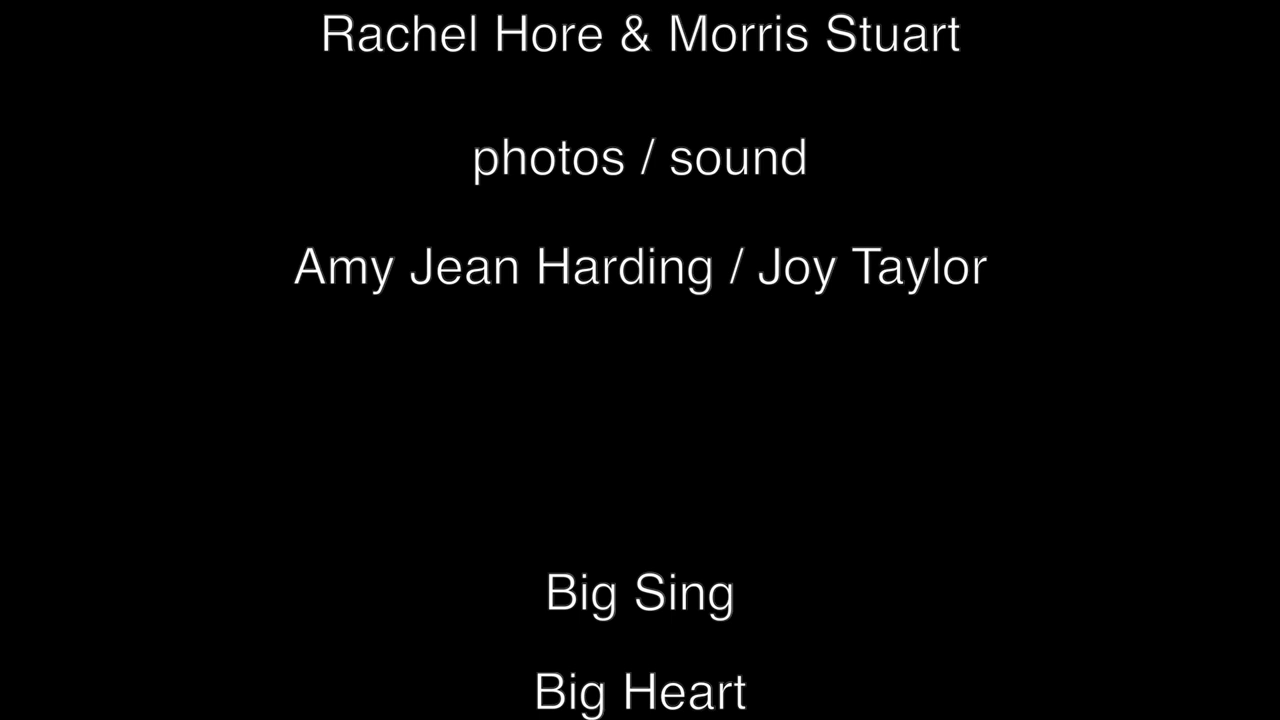 Rachel Hore & Morris Stuart
photos / sound
Amy Jean Harding / Joy Taylor
Big Sing
Big Heart